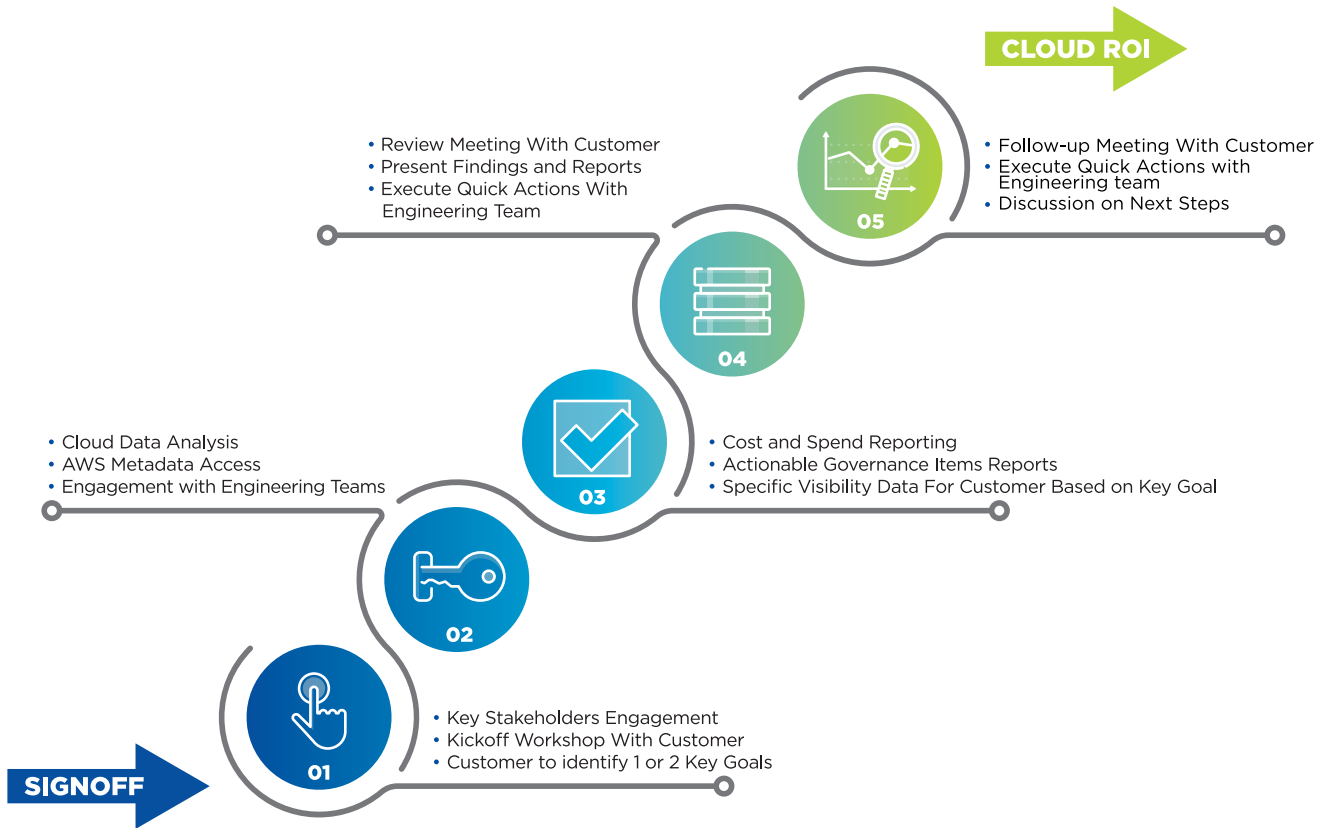 CLOUD ROI
• Review Meeting With Customer
• Present Findings and Reports
• Execute Quick Actions With
Engineering Team
05
• Follow-up Meeting With Customer
• Execute Quick Actions with
Engineering team
• Discussion on Next Steps
04
• Cloud Data Analysis
• AWS Metadata Access
• Engagement with Engineering Teams
03
• Cost and Spend Reporting
• Actionable Governance Items Reports
• Specific Visibility Data For Customer Based on Key Goal
02
01
• Key Stakeholders Engagement
• Kickoff Workshop With Customer
• Customer to identify 1 or 2 Key Goals
SIGNOFF